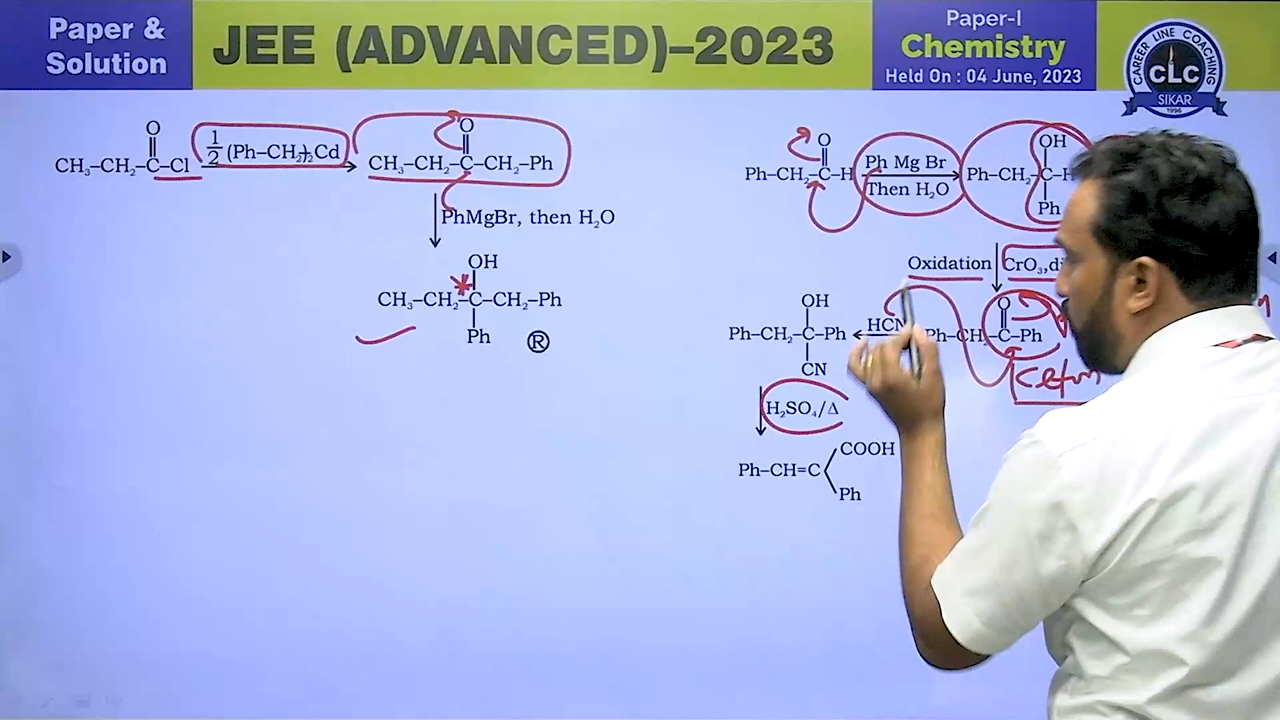 Paper &
Solution
JEE (ADVANCED)–2023
Paper-I
Chemistry
Held On : 04 June, 2023
CAREER LINE COACHING
CLC
SIKAR
1996
O
CH₃–CH₂–C–Cl
½(Ph–CH₂)₂Cd
O
CH₃–CH₂–C–CH₂–Ph
PhMgBr, then H₂O
OH
*
CH₃–CH₂–C–CH₂–Ph
Ph
Ⓡ
O
Ph–CH₂–C–H
Ph Mg Br
Then H₂O
OH
Ph–CH₂–C–H
Ph
Oxidation
CrO₃,
O
Ph–CH₂–C–Ph
HCN
OH
Ph–CH₂–C–Ph
CN
H₂SO₄/Δ
COOH
Ph–CH=C
Ph